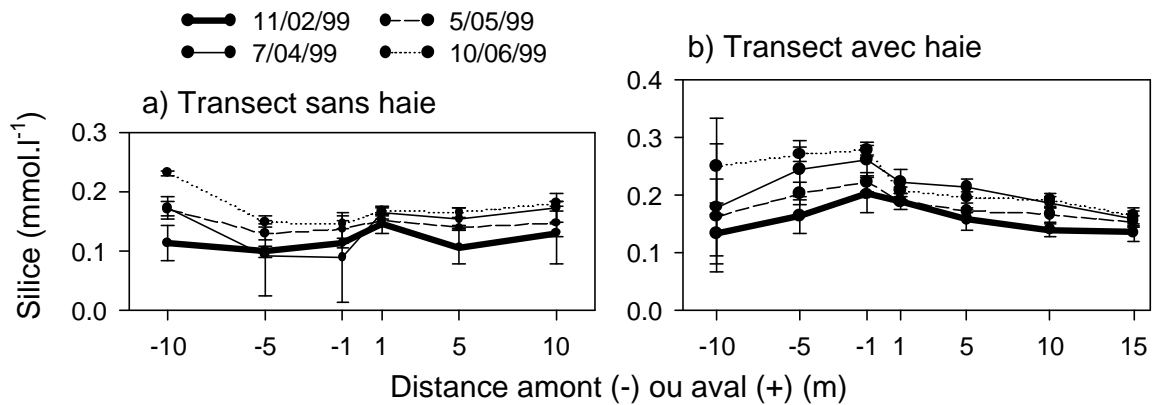 11/02/99 5/05/99
7/04/99 10/06/99
b) Transect avec haie
a) Transect sans haie
Silice (mmol.l-1)
0.3
0.2
0.1
0.0
-10 -5 -1 1 5 10
0.4
0.3
0.2
0.1
0.0
-10 -5 -1 1 5 10 15
Distance amont (-) ou aval (+) (m)